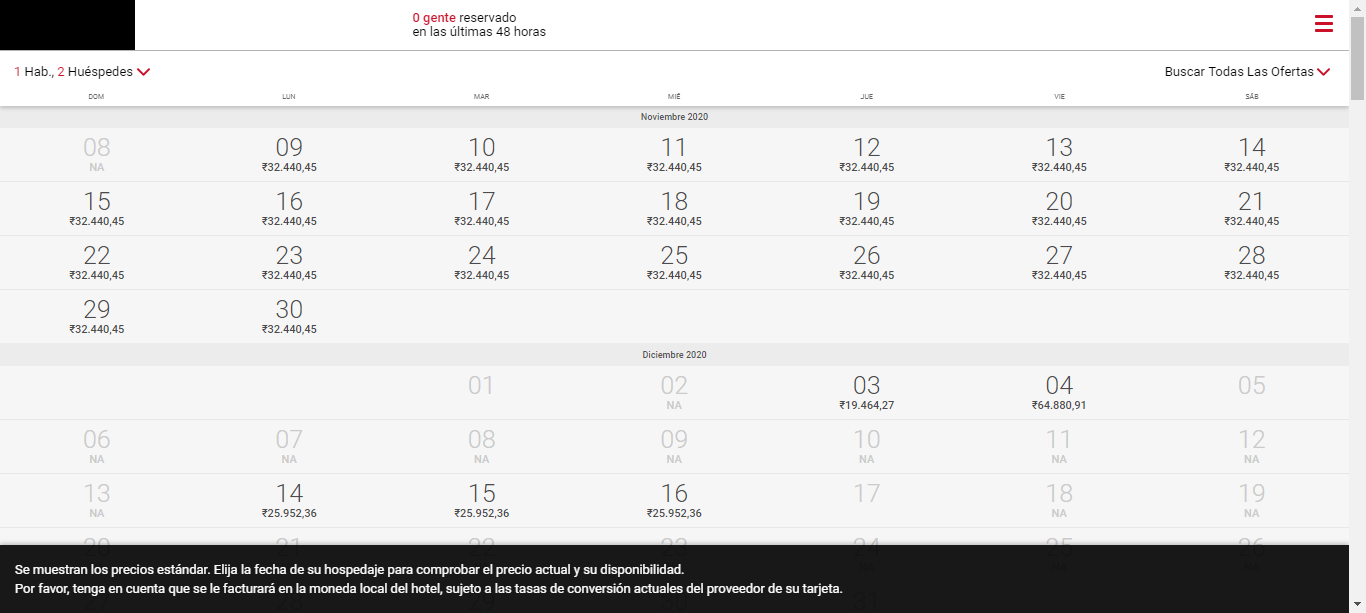 0 gente reservado
en las últimas 48 horas
1 Hab., 2 Huéspedes
Buscar Todas Las Ofertas
DOM LUN MAR MIÉ JUE VIE SÁB
Noviembre 2020
08 09 10 11 12 13 14
NA ₹32.440,45 ₹32.440,45 ₹32.440,45 ₹32.440,45 ₹32.440,45 ₹32.440,45
15 16 17 18 19 20 21
₹32.440,45 ₹32.440,45 ₹32.440,45 ₹32.440,45 ₹32.440,45 ₹32.440,45 ₹32.440,45
22 23 24 25 26 27 28
₹32.440,45 ₹32.440,45 ₹32.440,45 ₹32.440,45 ₹32.440,45 ₹32.440,45 ₹32.440,45
29 30
₹32.440,45 ₹32.440,45
Diciembre 2020
01 02 03 04 05
NA ₹19.464,27 ₹64.880,91
06 07 08 09 10 11 12
NA NA NA NA NA NA NA
13 14 15 16 17 18 19
NA ₹25.952,36 ₹25.952,36 ₹25.952,36 NA NA
20 21 22 23 24 25 26
Se muestran los precios estándar. Elija la fecha de su hospedaje para comprobar el precio actual y su disponibilidad.
Por favor, tenga en cuenta que se le facturará en la moneda local del hotel, sujeto a las tasas de conversión actuales del proveedor de su tarjeta.